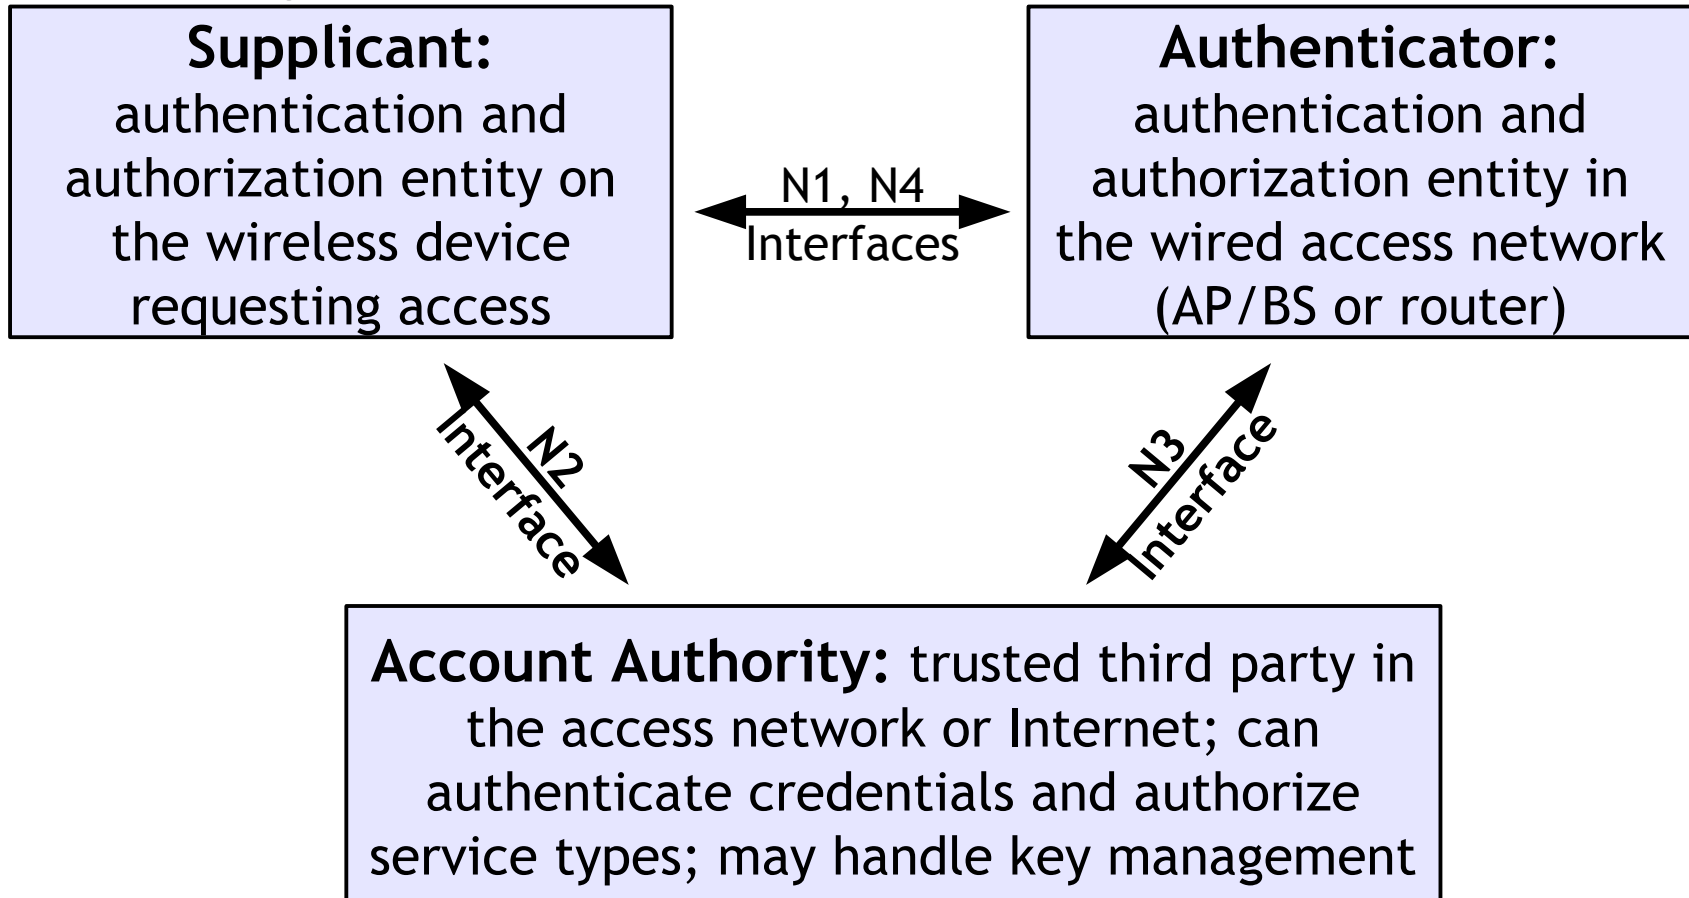 Supplicant:
authentication and
authorization entity on
the wireless device
requesting access
N1, N4
Interfaces
Authenticator:
authentication and
authorization entity in
the wired access network
(AP/BS or router)
N2
Interface
N3
Interface
Account Authority: trusted third party in
the access network or Internet; can
authenticate credentials and authorize
service types; may handle key management